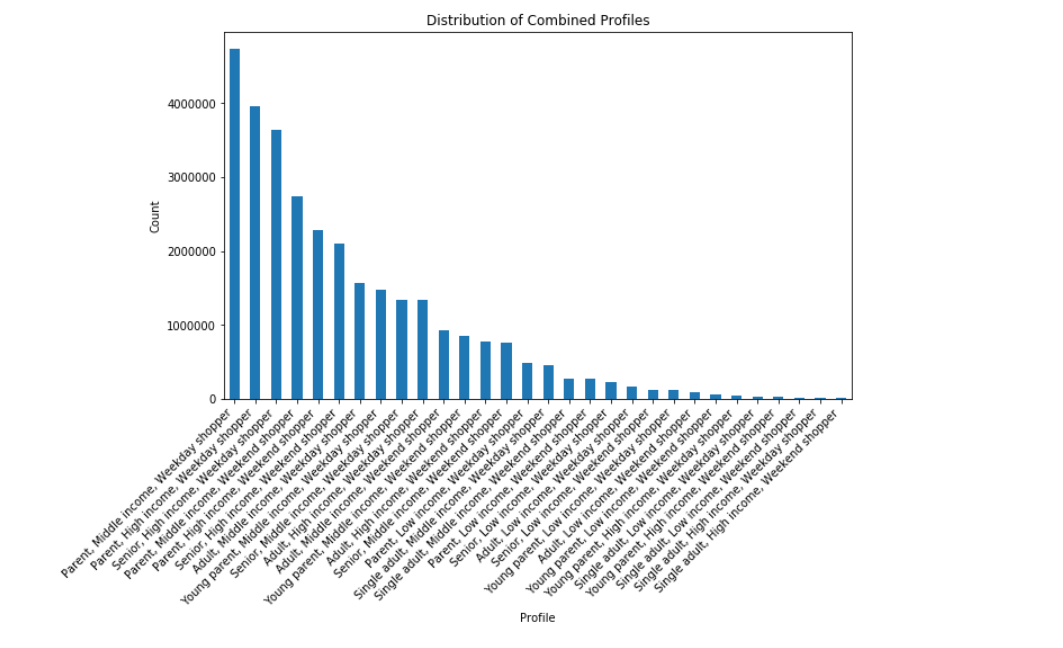 Distribution of Combined Profiles
Count
4000000
3000000
2000000
1000000
0
Parent, Middle income, Weekday shopper
Parent, High income, Weekday shopper
Senior, High income, Weekday shopper
Parent, Middle income, Weekend shopper
Parent, High income, Weekend shopper
Senior, High income, Weekend shopper
Adult, Middle income, Weekday shopper
Young parent, Middle income, Weekday shopper
Senior, Middle income, Weekday shopper
Adult, High income, Weekday shopper
Adult, Middle income, Weekend shopper
Young parent, Middle income, Weekend shopper
Adult, High income, Weekend shopper
Senior, Middle income, Weekend shopper
Parent, Low income, Weekday shopper
Single adult, Middle income, Weekday shopper
Single adult, Middle income, Weekend shopper
Parent, Low income, Weekend shopper
Senior, Low income, Weekday shopper
Adult, Low income, Weekday shopper
Senior, Low income, Weekend shopper
Young parent, Low income, Weekday shopper
Adult, Low income, Weekend shopper
Young parent, Low income, Weekend shopper
Young parent, High income, Weekday shopper
Single adult, Low income, Weekday shopper
Young parent, High income, Weekend shopper
Single adult, Low income, Weekend shopper
Single adult, High income, Weekday shopper
Single adult, High income, Weekend shopper
Profile